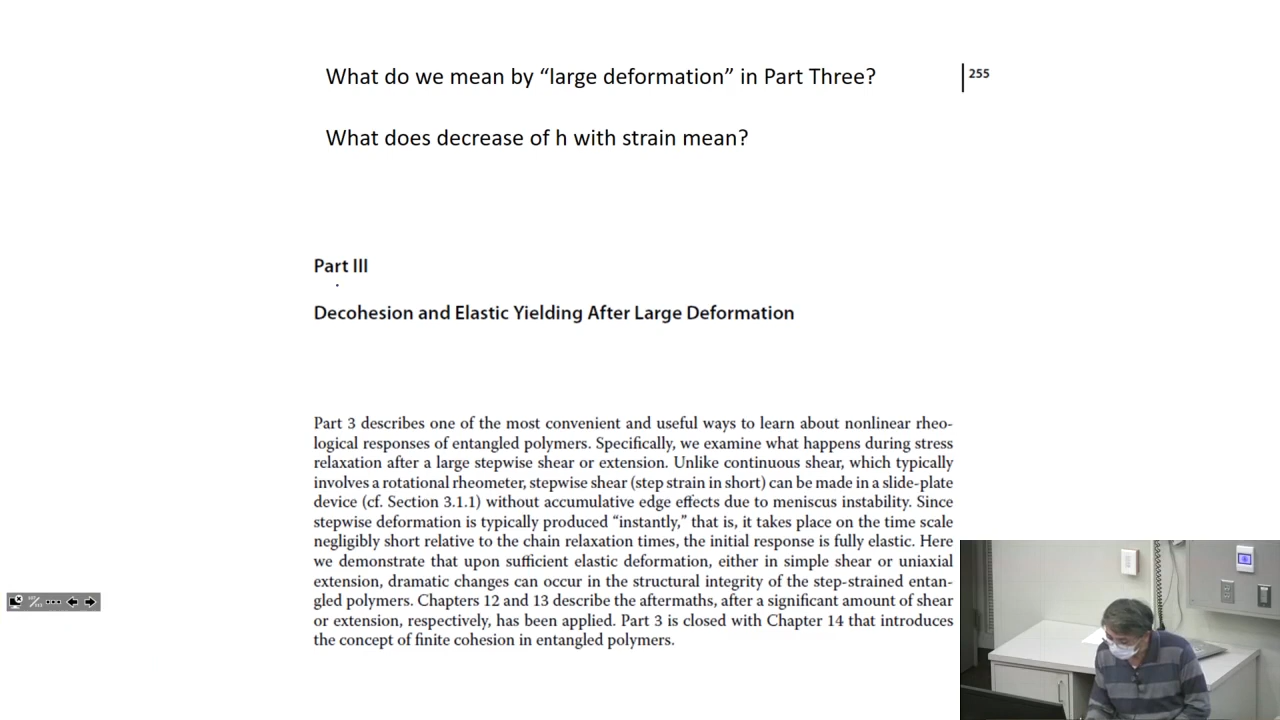 What do we mean by “large deformation” in Part Three?
255
What does decrease of h with strain mean?
Part III
Decohesion and Elastic Yielding After Large Deformation
Part 3 describes one of the most convenient and useful ways to learn about nonlinear rheo-
logical responses of entangled polymers. Specifically, we examine what happens during stress
relaxation after a large stepwise shear or extension. Unlike continuous shear, which typically
involves a rotational rheometer, stepwise shear (step strain in short) can be made in a slide-plate
device (cf. Section 3.1.1) without accumulative edge effects due to meniscus instability. Since
stepwise deformation is typically produced “instantly,” that is, it takes place on the time scale
negligibly short relative to the chain relaxation times, the initial response is fully elastic. Here
we demonstrate that upon sufficient elastic deformation, either in simple shear or uniaxial
extension, dramatic changes can occur in the structural integrity of the step-strained entan-
gled polymers. Chapters 12 and 13 describe the aftermaths, after a significant amount of shear
or extension, respectively, has been applied. Part 3 is closed with Chapter 14 that introduces
the concept of finite cohesion in entangled polymers.